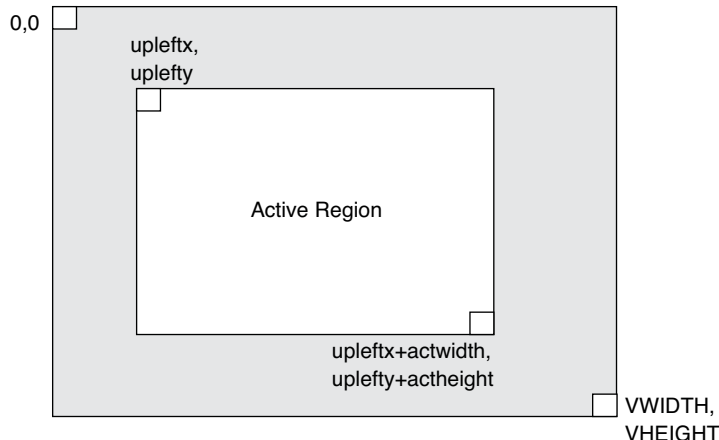 0,0
upleftx,
uplefty
Active Region
upleftx+actwidth,
uplefty+actheight
VWIDTH,
VHEIGHT